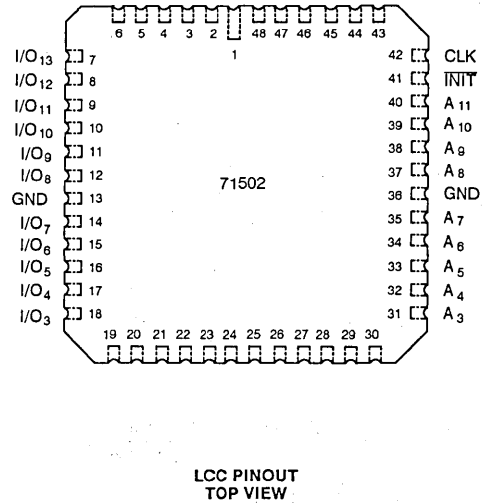 6 5 4 3 2 1 48 47 46 45 44 43
I/O13 7 42 CLK
I/O12 8 41 INIT
I/O11 9 40 A11
I/O10 10 39 A10
I/O9 11 38 A9
I/O8 12 37 A8
71502
GND 13 36 GND
I/O7 14 35 A7
I/O6 15 34 A6
I/O5 16 33 A5
I/O4 17 32 A4
I/O3 18 31 A3
19 20 21 22 23 24 25 26 27 28 29 30
LCC PINOUT
TOP VIEW